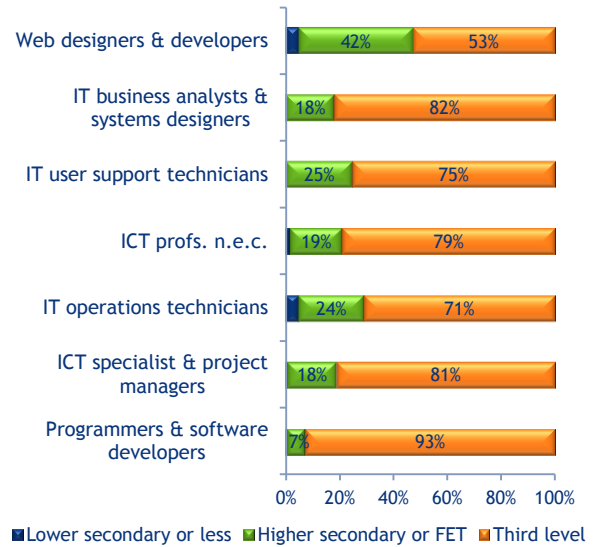 Web designers & developers
42% 53%
IT business analysts &
systems designers
18% 82%
IT user support technicians
25% 75%
ICT profs. n.e.c.
19% 79%
IT operations technicians
24% 71%
ICT specialist & project
managers
18% 81%
Programmers & software
developers
7% 93%
0% 20% 40% 60% 80% 100%
Lower secondary or less Higher secondary or FET Third level